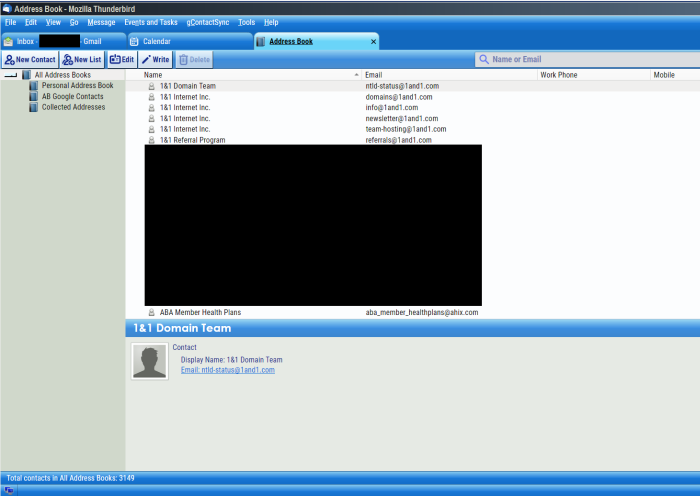 Address Book - Mozilla Thunderbird
File Edit View Go Message Events and Tasks gContactSync Tools Help
Inbox - - Gmail Calendar Address Book ×
New Contact New List Edit Write Delete Name or Email
All Address Books
Personal Address Book
AB Google Contacts
Collected Addresses
Name Email Work Phone Mobile
1&1 Domain Team ntld-status@1and1.com
1&1 Internet Inc. domains@1and1.com
1&1 Internet Inc. info@1and1.com
1&1 Internet Inc. newsletter@1and1.com
1&1 Internet Inc. team-hosting@1and1.com
1&1 Referral Program referrals@1and1.com
ABA Member Health Plans aba_member_healthplans@ahix.com
1&1 Domain Team
Contact
Display Name: 1&1 Domain Team
Email: ntld-status@1and1.com
Total contacts in All Address Books: 3149